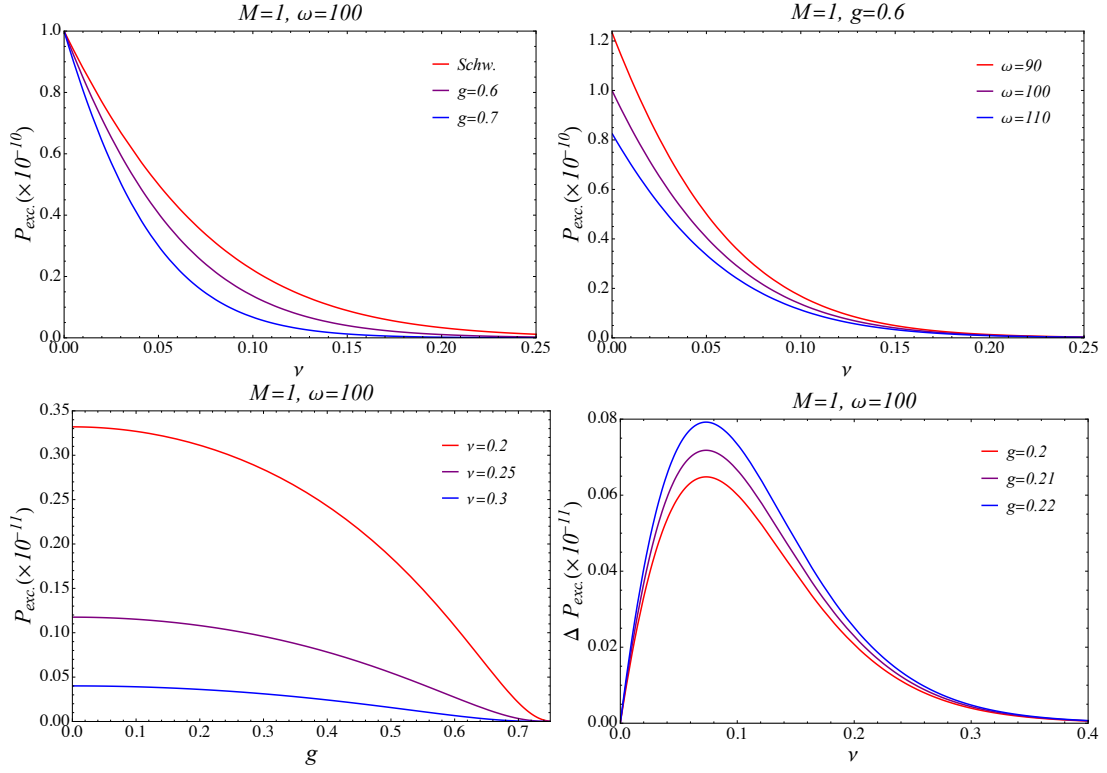 M=1, ω=100
P_exc.(×10^-10)
1.0
0.8
0.6
0.4
0.2
0.0
Schw.
g=0.6
g=0.7
0.00 0.05 0.10 0.15 0.20 0.25
ν
M=1, g=0.6
P_exc.(×10^-10)
1.2
1.0
0.8
0.6
0.4
0.2
0.0
ω=90
ω=100
ω=110
0.00 0.05 0.10 0.15 0.20 0.25
ν
M=1, ω=100
P_exc.(×10^-11)
0.35
0.30
0.25
0.20
0.15
0.10
0.05
0.00
ν=0.2
ν=0.25
ν=0.3
0.0 0.1 0.2 0.3 0.4 0.5 0.6 0.7
g
M=1, ω=100
Δ P_exc.(×10^-11)
0.08
0.06
0.04
0.02
0.00
g=0.2
g=0.21
g=0.22
0.0 0.1 0.2 0.3 0.4
ν